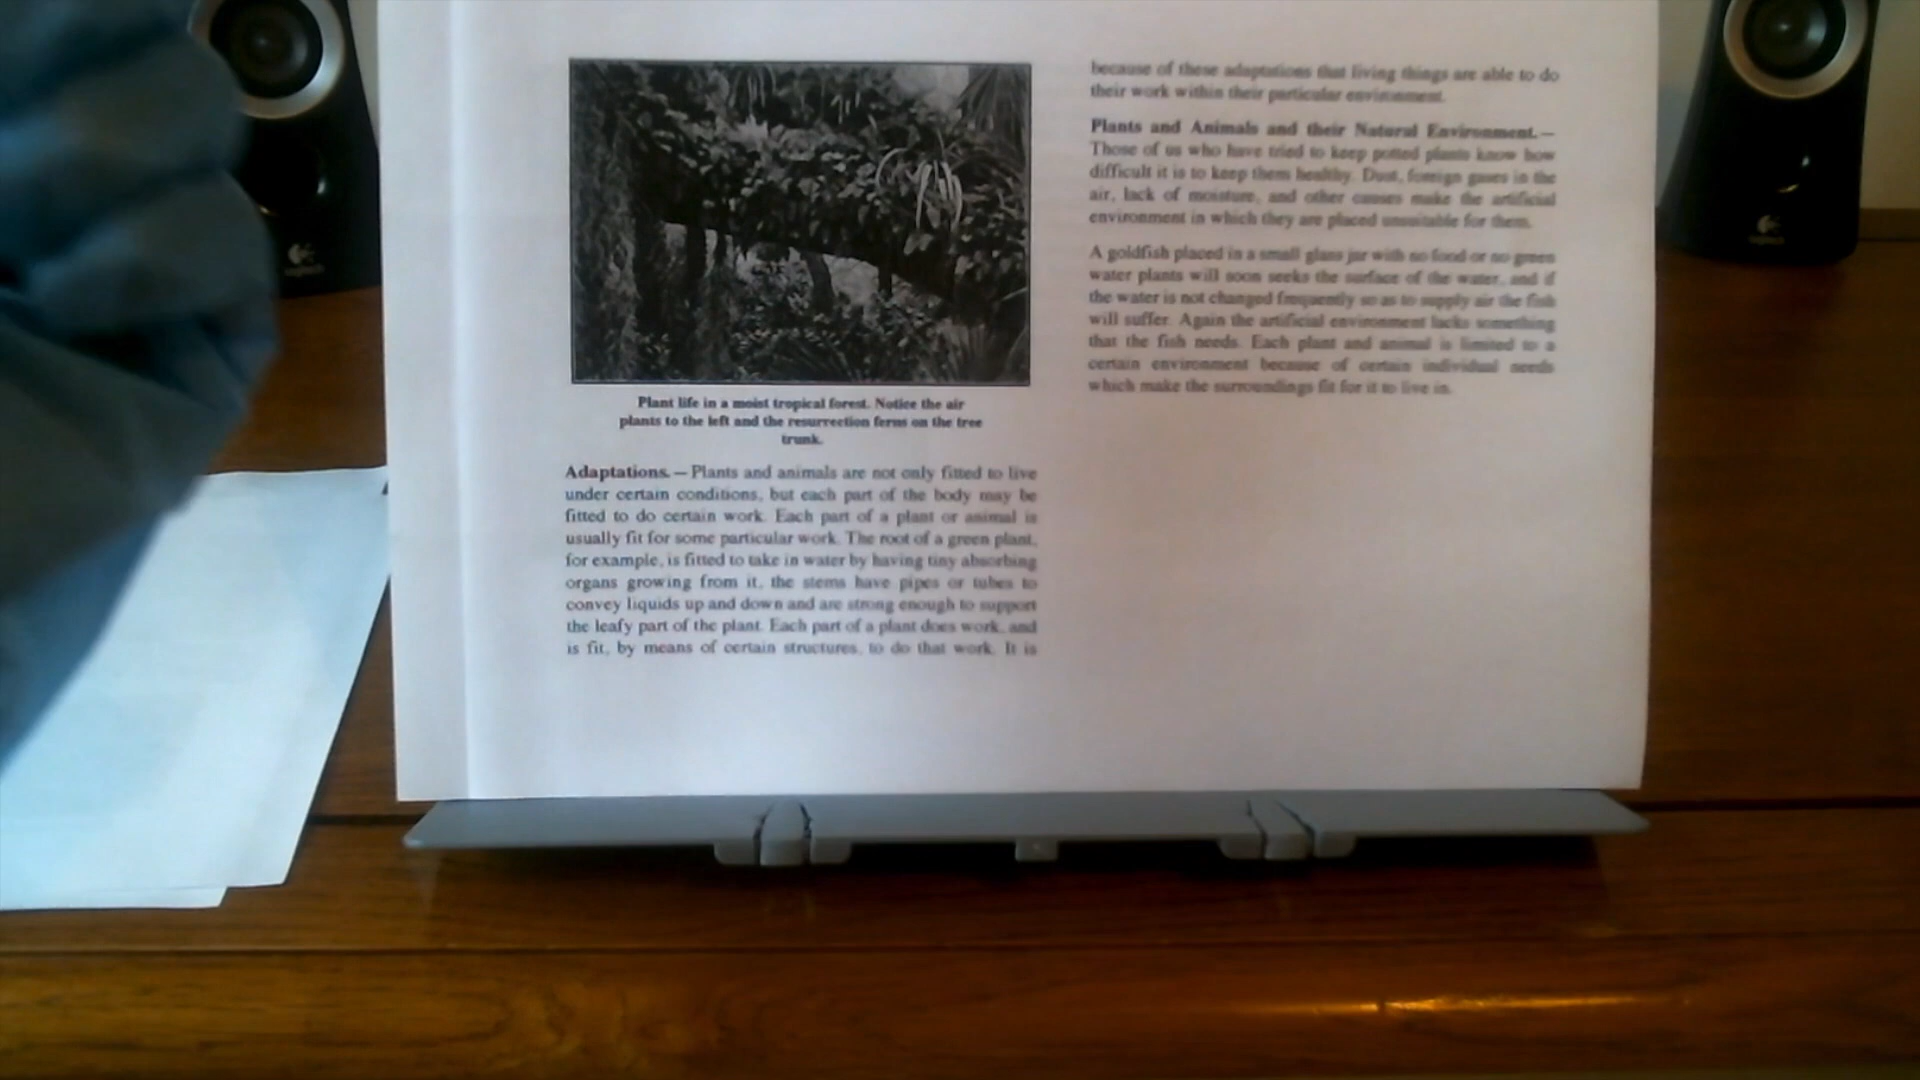 Plant life in a moist tropical forest. Notice the air
plants to the left and the resurrection ferns on the tree
trunk.
Adaptations. — Plants and animals are not only fitted to live
under certain conditions, but each part of the body may be
fitted to do certain work. Each part of a plant or animal is
usually fit for some particular work. The root of a green plant,
for example, is fitted to take in water by having tiny absorbing
organs growing from it, the stems have pipes or tubes to
convey liquids up and down and are strong enough to support
the leafy part of the plant. Each part of a plant does work, and
is fit, by means of certain structures, to do that work. It is
because of these adaptations that living things are able to do
their work within their particular environment.
Plants and Animals and their Natural Environment. —
Those of us who have tried to keep potted plants know how
difficult it is to keep them healthy. Dust, foreign gases in the
air, lack of moisture, and other causes make the artificial
environment in which they are placed unsuitable for them.
A goldfish placed in a small glass jar with no food or no green
water plants will soon seeks the surface of the water, and if
the water is not changed frequently so as to supply air the fish
will suffer. Again the artificial environment lacks something
that the fish needs. Each plant and animal is limited to a
certain environment because of certain individual needs
which make the surroundings fit for it to live in.